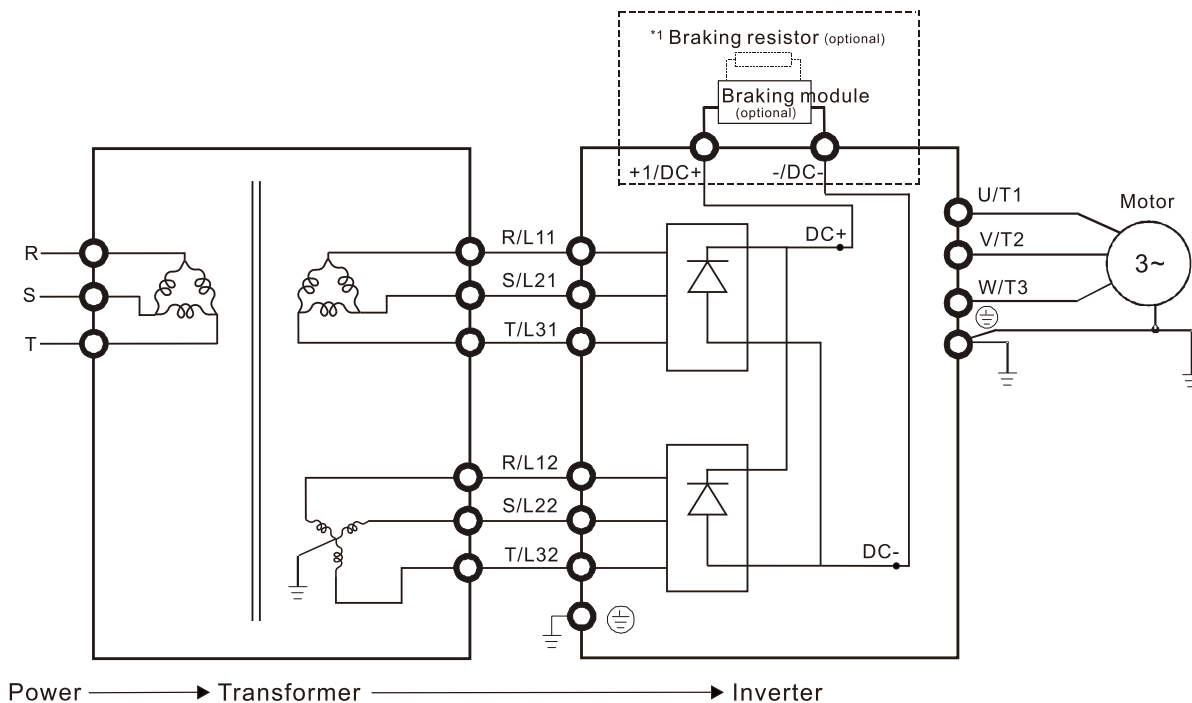 *1 Braking resistor (optional)
Braking module
(optional)
+1/DC+
-/DC-
R
S
T
R/L11
S/L21
T/L31
R/L12
S/L22
T/L32
DC+
DC-
U/T1
V/T2
W/T3
Motor
3~
Power
Transformer
Inverter